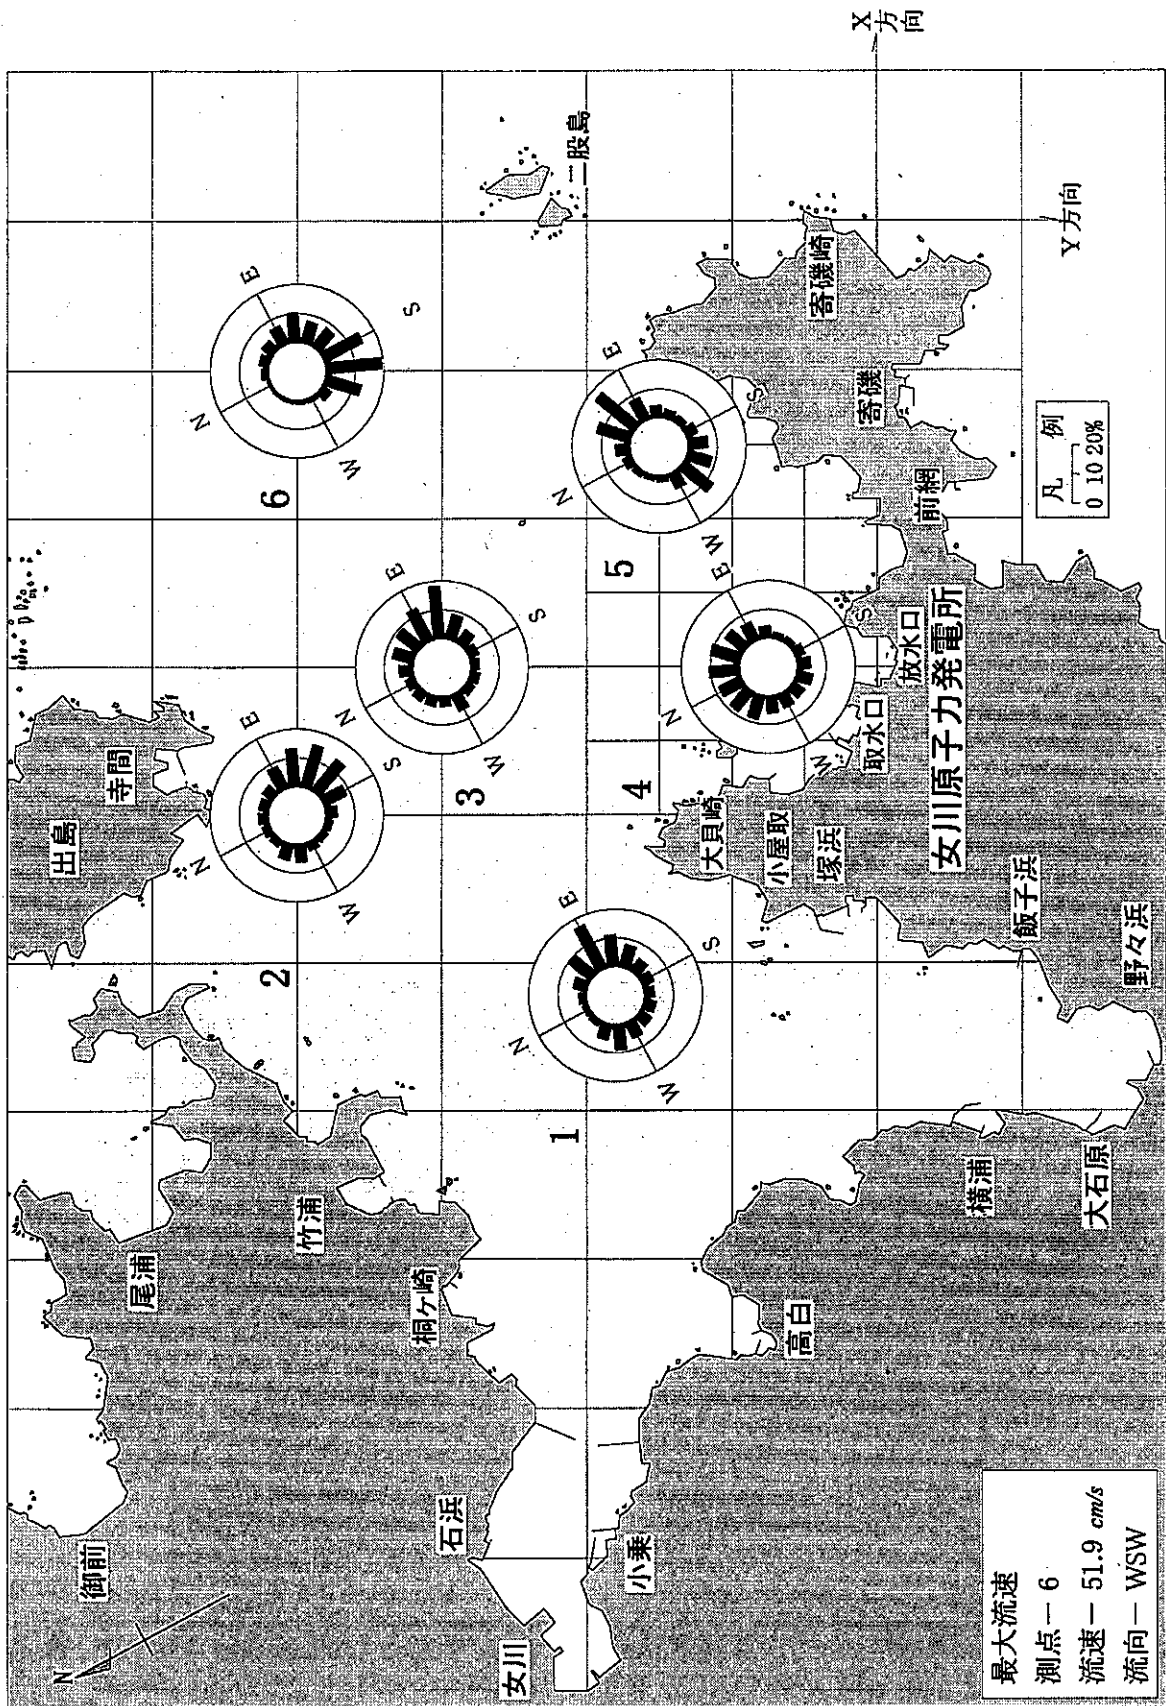 N
御前
尾浦
出島
寺間
竹浦
桐ヶ崎
石浜
女川
小乗
高白
横浦
大石原
野々浜
飯子浜
塚浜
小屋取
大貝崎
取水口
放水口
女川原子力発電所
前網
寄磯
寄磯崎
二股島
1
N
E
S
W
2
N
E
S
W
3
N
E
S
W
4
N
E
S
W
5
N
E
S
W
6
N
E
S
W
X方向
Y方向
凡例
0 10 20%
最大流速
測点－6
流速－51.9 cm/s
流向－WSW